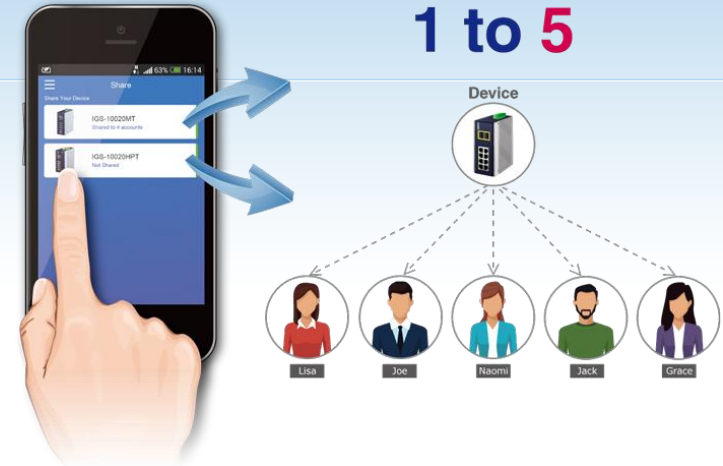 1 to 5
63% 16:14
Share
Share Your Device
IGS-10020MT
Shared to 4 accounts
IGS-10020HPT
Not Shared
Device
Lisa
Joe
Naomi
Jack
Grace